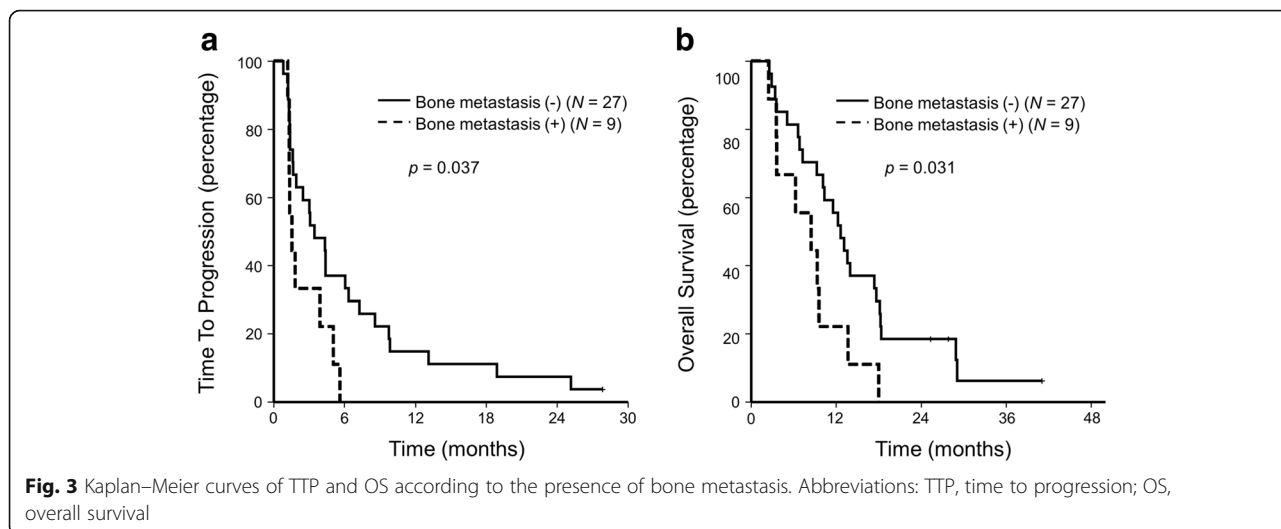 a
Time To Progression (percentage)
100
80
60
40
20
0
Bone metastasis (-) (N = 27)
Bone metastasis (+) (N = 9)
p = 0.037
0 6 12 18 24 30
Time (months)
b
Overall Survival (percentage)
100
80
60
40
20
0
Bone metastasis (-) (N = 27)
Bone metastasis (+) (N = 9)
p = 0.031
0 12 24 36 48
Time (months)
Fig. 3 Kaplan–Meier curves of TTP and OS according to the presence of bone metastasis. Abbreviations: TTP, time to progression; OS,
overall survival